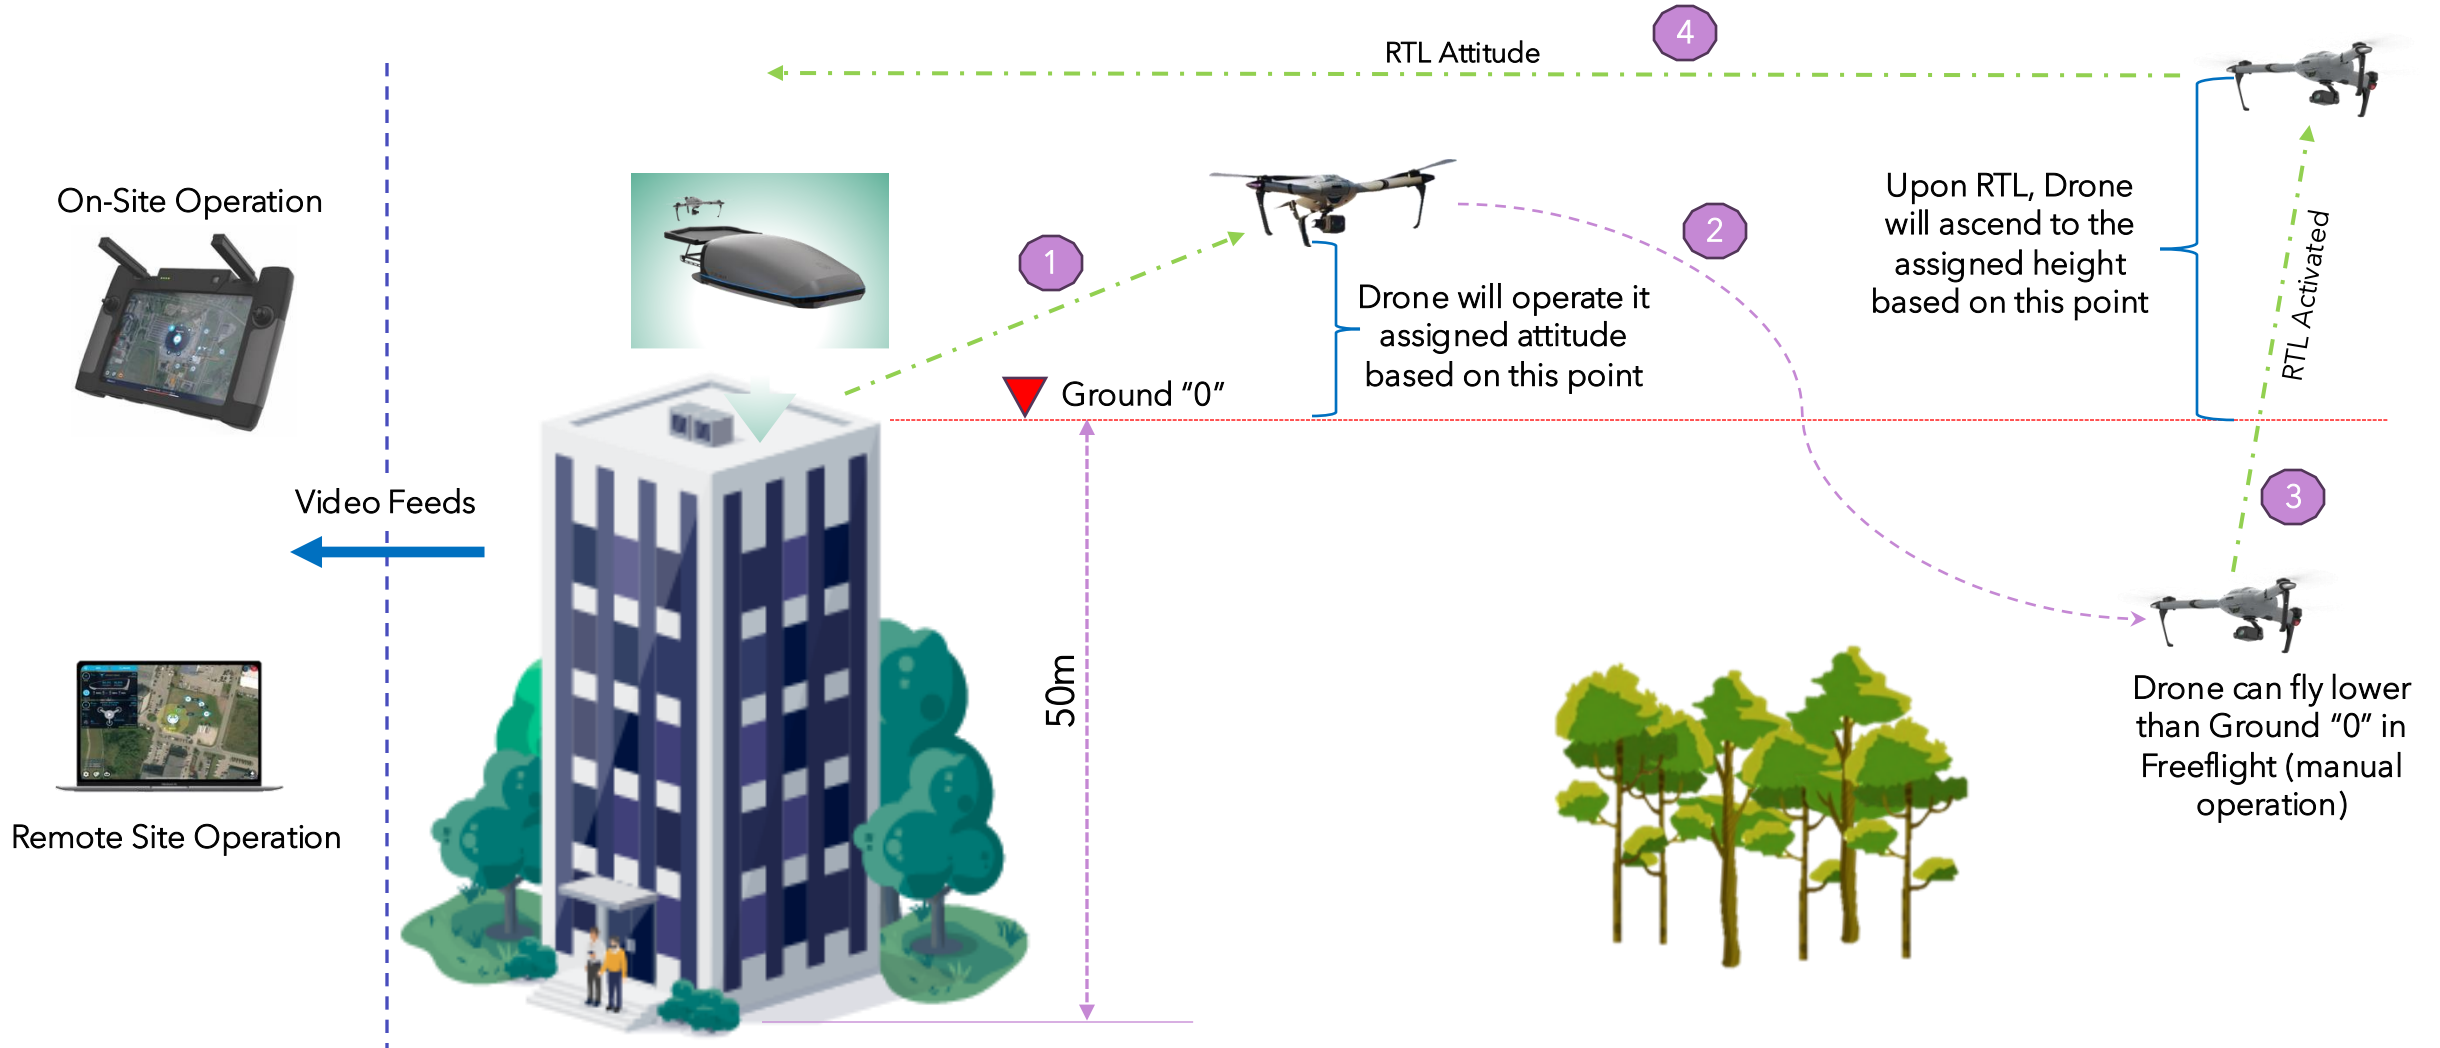 4
RTL Attitude
On-Site Operation
Upon RTL, Drone
will ascend to the
assigned height
based on this point
RTL Activated
2
1
Drone will operate it
assigned attitude
based on this point
Ground “0”
3
Video Feeds
50m
Drone can fly lower
than Ground “0” in
Freeflight (manual
operation)
Remote Site Operation